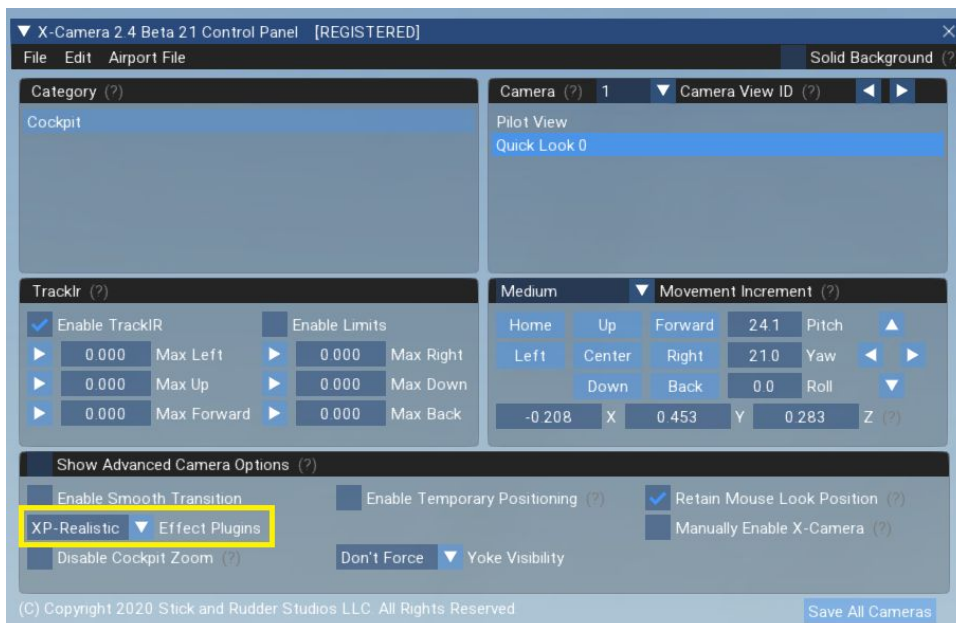 X-Camera 2.4 Beta 21 Control Panel [REGISTERED]
File Edit Airport File Solid Background (?
Category (?)
Cockpit
Camera (?) 1 Camera View ID (?)
Pilot View
Quick Look 0
TrackIr (?)
Enable TrackIR Enable Limits
0.000 Max Left 0.000 Max Right
0.000 Max Up 0.000 Max Down
0.000 Max Forward 0.000 Max Back
Medium Movement Increment (?)
Home Up Forward 24.1 Pitch
Left Center Right 21.0 Yaw
Down Back 0.0 Roll
-0.208 X 0.453 Y 0.283 Z (?)
Show Advanced Camera Options (?)
Enable Smooth Transition Enable Temporary Positioning (?) Retain Mouse Look Position (?)
XP-Realistic Effect Plugins Manually Enable X-Camera (?)
Disable Cockpit Zoom (?) Don't Force Yoke Visibility
(C) Copyright 2020 Stick and Rudder Studios LLC. All Rights Reserved Save All Cameras